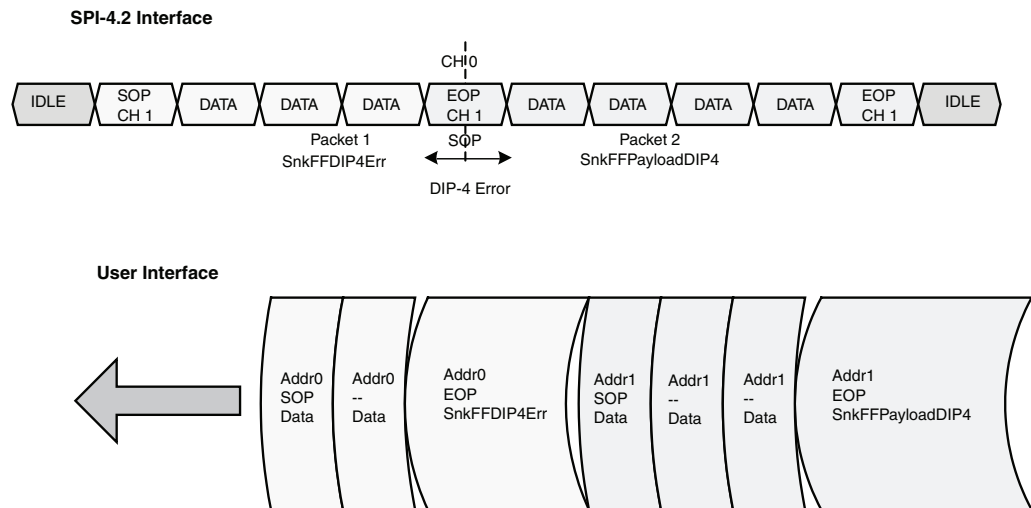 SPI-4.2 Interface
CH 0
IDLE
SOP
CH 1
DATA
DATA
DATA
EOP
CH 1
DATA
DATA
DATA
DATA
EOP
CH 1
IDLE
Packet 1
SnkFFDIP4Err
SOP
Packet 2
SnkFFPayloadDIP4
DIP-4 Error
User Interface
Addr0
SOP
Data
Addr0
--
Data
Addr0
EOP
SnkFFDIP4Err
Addr1
SOP
Data
Addr1
--
Data
Addr1
--
Data
Addr1
EOP
SnkFFPayloadDIP4